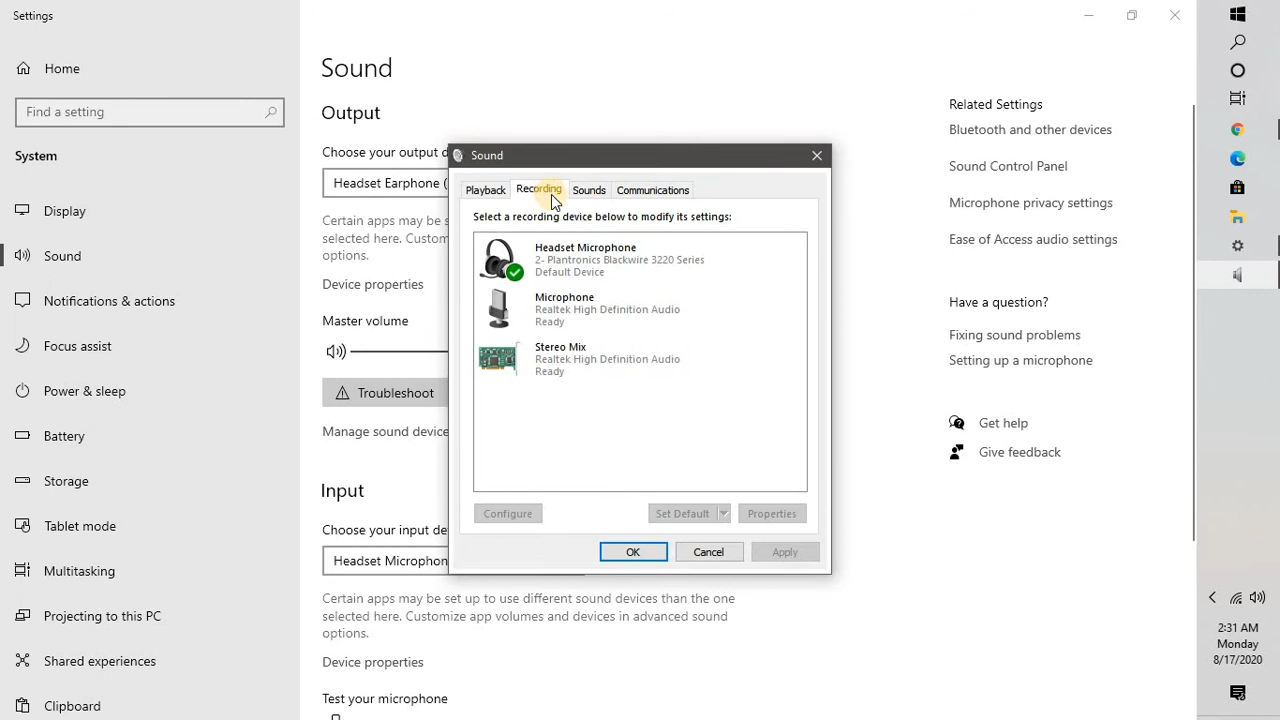 Settings
Home
Find a setting
System
Display
Sound
Notifications & actions
Focus assist
Power & sleep
Battery
Storage
Tablet mode
Multitasking
Projecting to this PC
Shared experiences
Clipboard
Sound
Output
Choose your output d
Headset Earphone (
Certain apps may be s
selected here. Custom
options.
Device properties
Master volume
Troubleshoot
Manage sound device
Input
Choose your input de
Headset Microphon
Certain apps may be set up to use different sound devices than the one
selected here. Customize app volumes and devices in advanced sound
options.
Device properties
Test your microphone
Sound
Playback Recording Sounds Communications
Select a recording device below to modify its settings:
Headset Microphone
2- Plantronics Blackwire 3220 Series
Default Device
Microphone
Realtek High Definition Audio
Ready
Stereo Mix
Realtek High Definition Audio
Ready
Configure Set Default Properties
OK Cancel Apply
Related Settings
Bluetooth and other devices
Sound Control Panel
Microphone privacy settings
Ease of Access audio settings
Have a question?
Fixing sound problems
Setting up a microphone
Get help
Give feedback
2:31 AM
Monday
8/17/2020